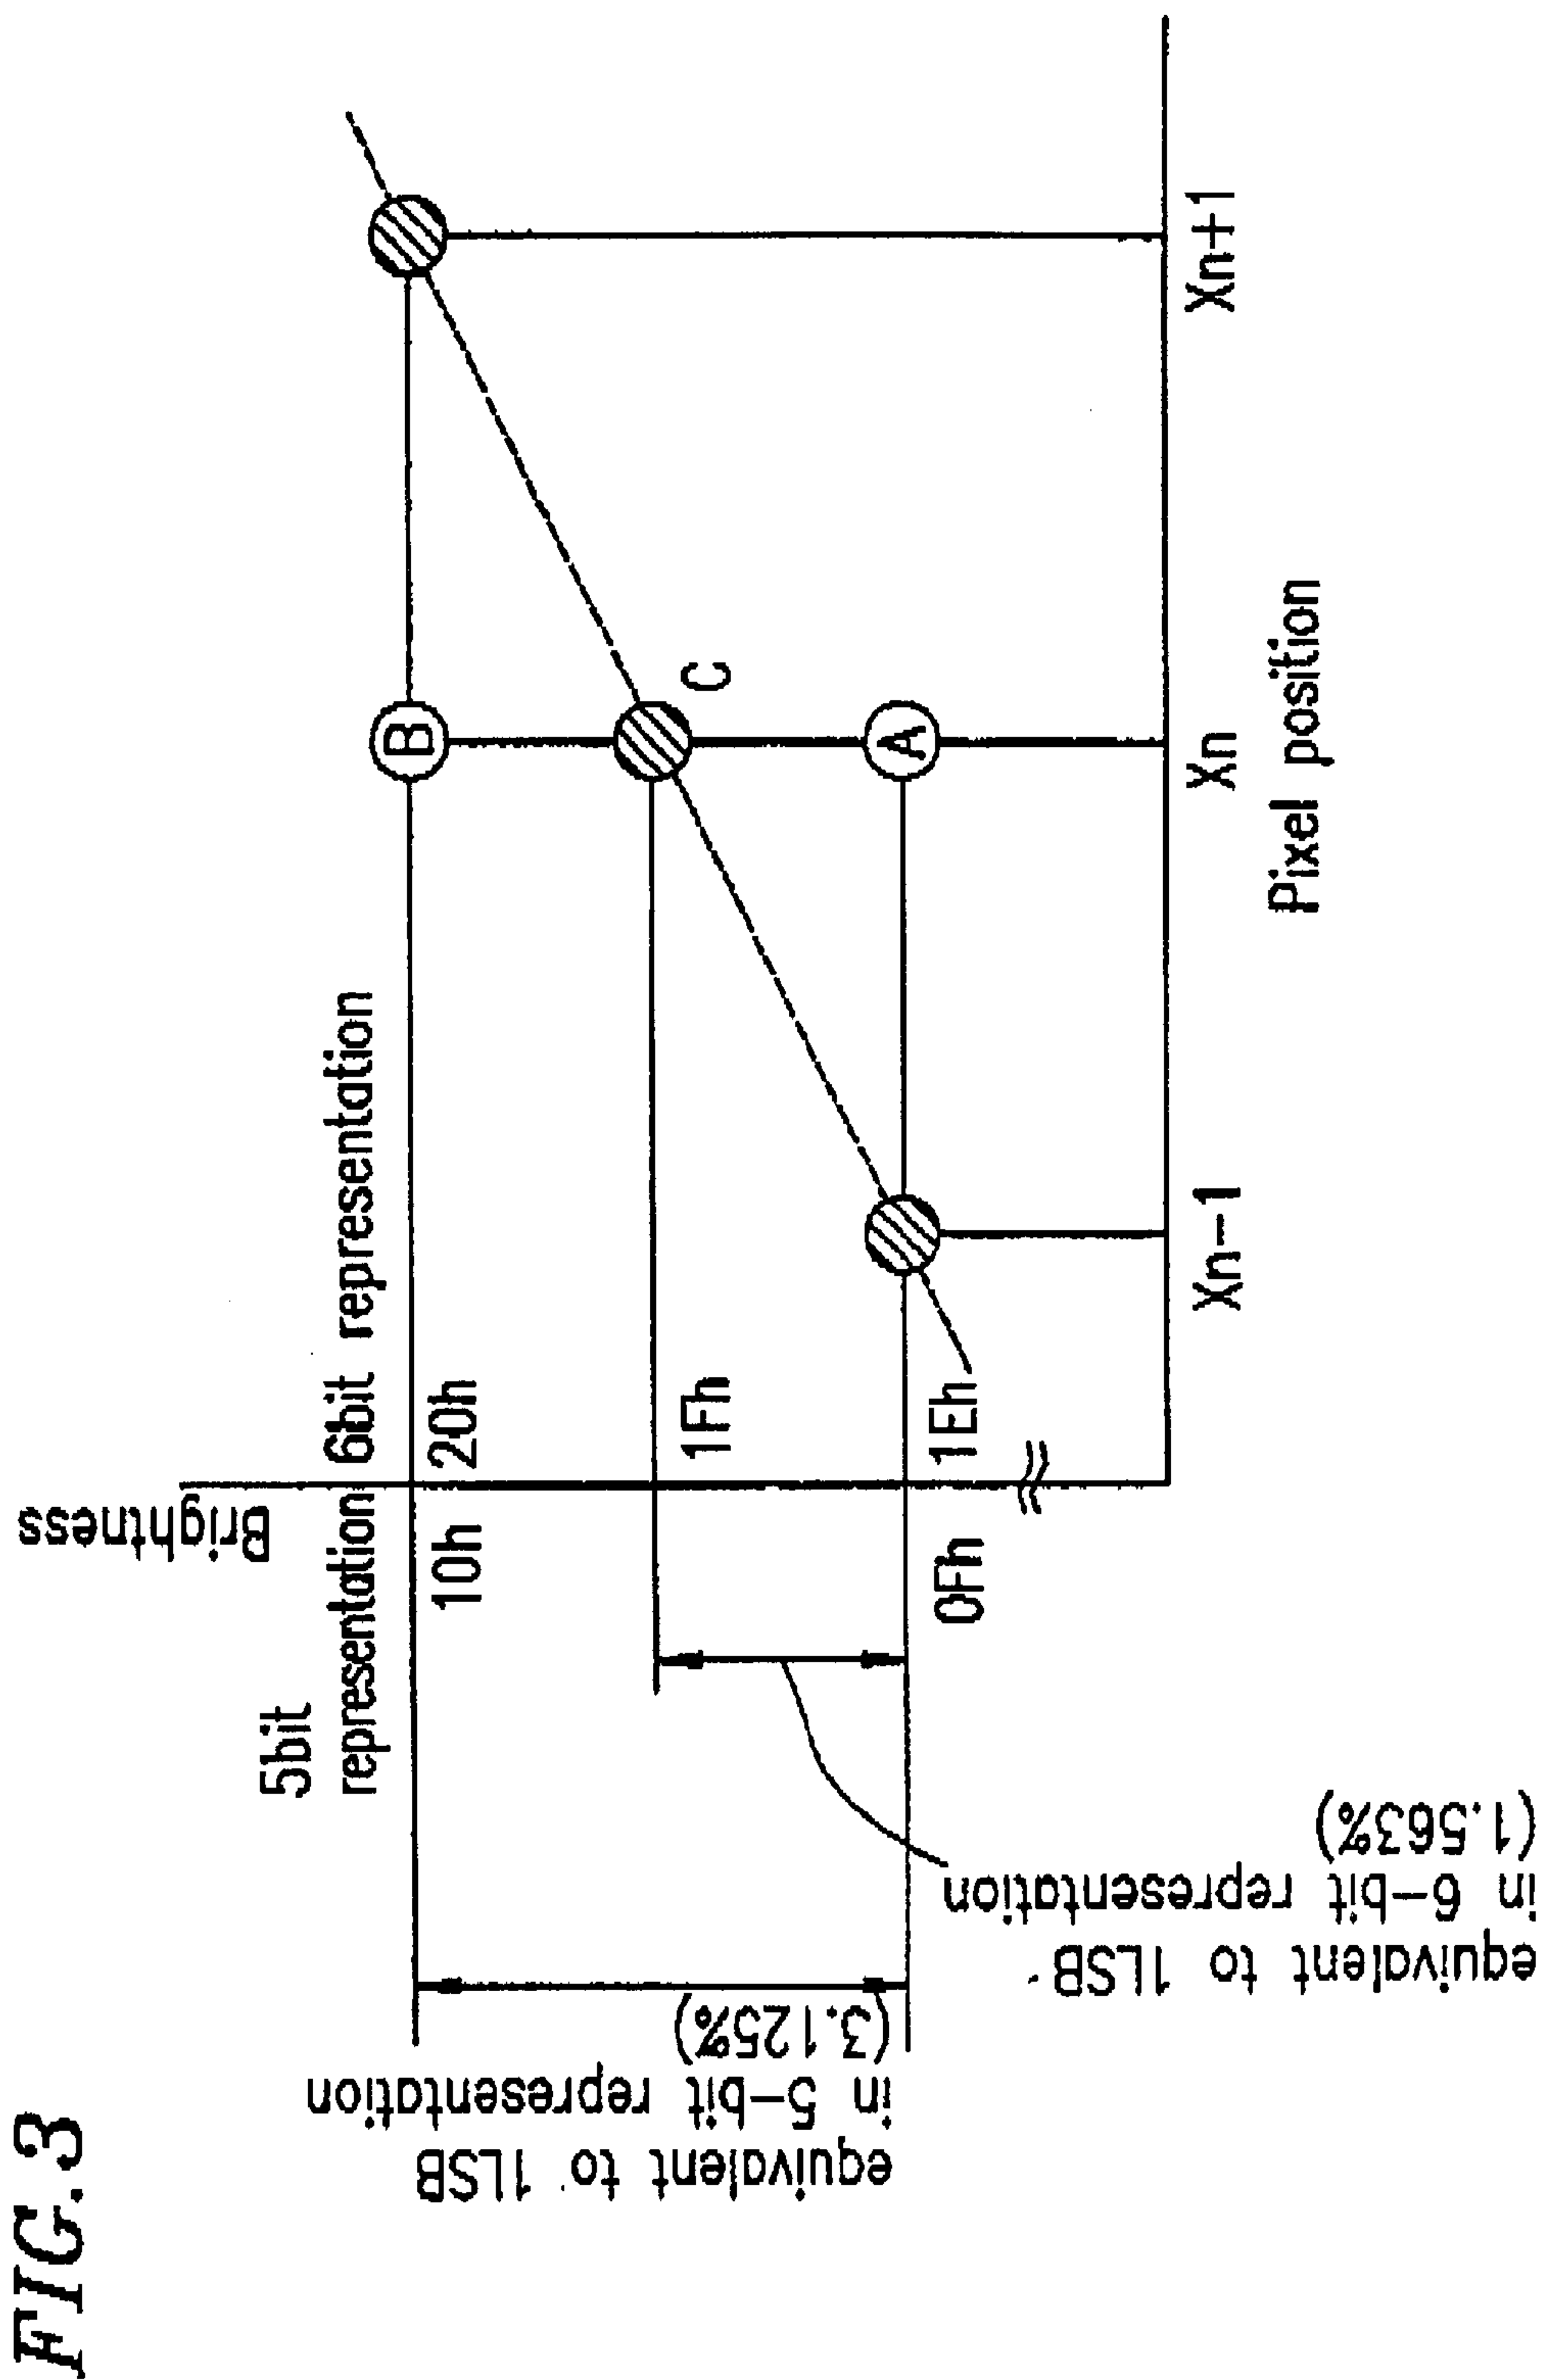 FIG.3
Brightness
5bit
representation
6bit representation
10h
20h
1Fh
0Fh
1Eh
B
C
A
equivalent to 1LSB
in 5-bit representation
(3.125%)
equivalent to 1LSB
in 6-bit representation
(1.563%)
Xn-1
Xn
Xn+1
Pixel position